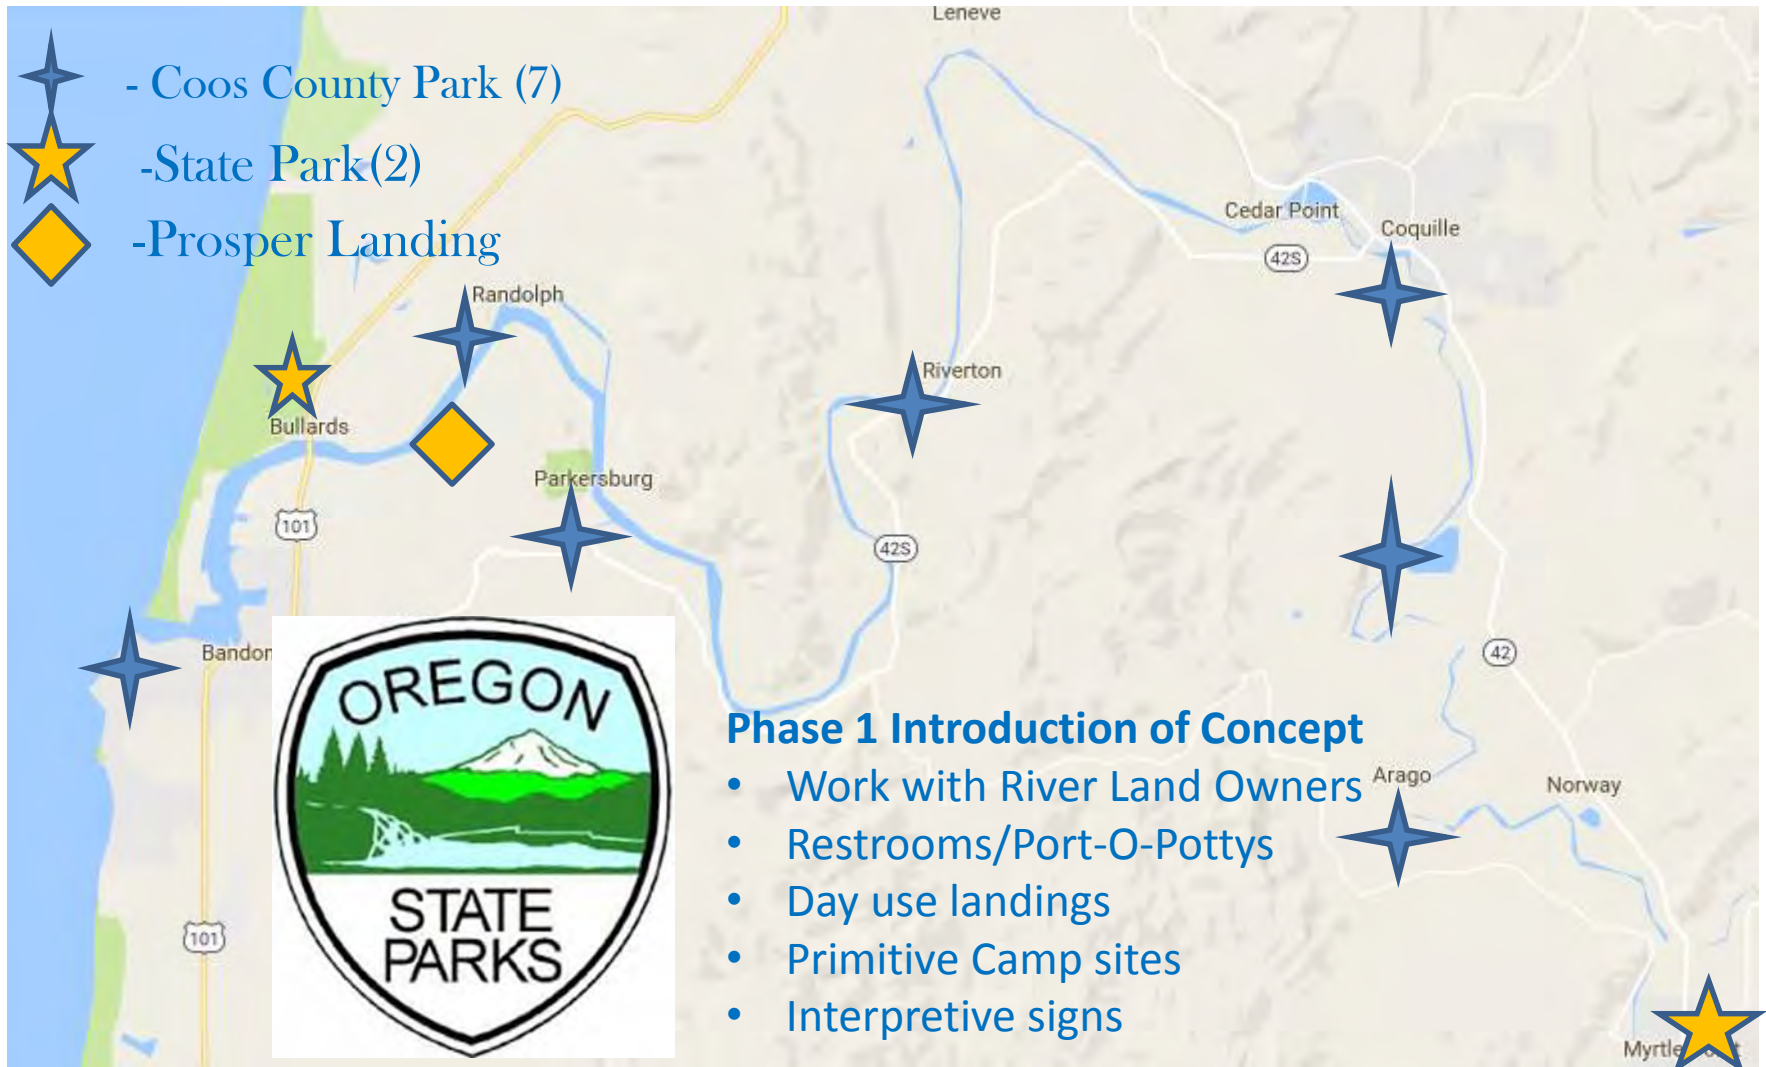 Leneve
- Coos County Park (7)
-State Park(2)
-Prosper Landing
Cedar Point
Coquille
42S
Randolph
Riverton
Bullards
Parkersburg
101
42S
Bandon
42
OREGON
STATE
PARKS
Phase 1 Introduction of Concept
• Work with River Land Owners
• Restrooms/Port-O-Pottys
• Day use landings
• Primitive Camp sites
• Interpretive signs
Arago
Norway
101